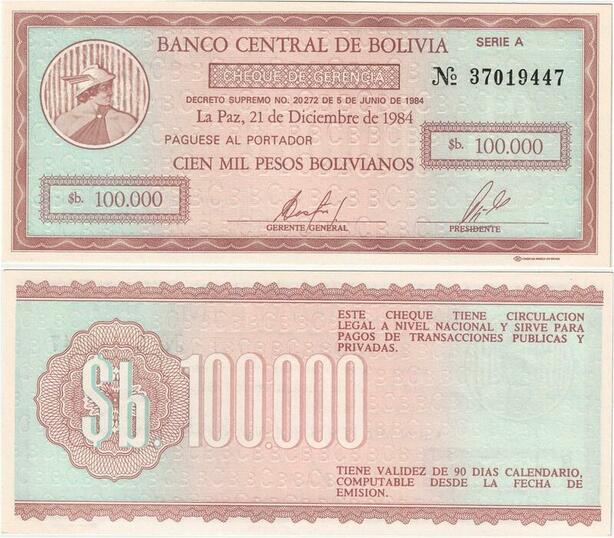 BANCO CENTRAL DE BOLIVIA
SERIE A
CHEQUE DE GERENCIA
Nº 37019447
DECRETO SUPREMO NO. 20272 DE 5 DE JUNIO DE 1984
La Paz, 21 de Diciembre de 1984
PAGUESE AL PORTADOR
$b. 100.000
CIEN MIL PESOS BOLIVIANOS
$b. 100.000
GERENTE GENERAL
PRESIDENTE
ESTE CHEQUE TIENE CIRCULACION
LEGAL A NIVEL NACIONAL Y SIRVE PARA
PAGOS DE TRANSACCIONES PUBLICAS Y
PRIVADAS.
$b. 100.000
TIENE VALIDEZ DE 90 DIAS CALENDARIO,
COMPUTABLE DESDE LA FECHA DE
EMISION.